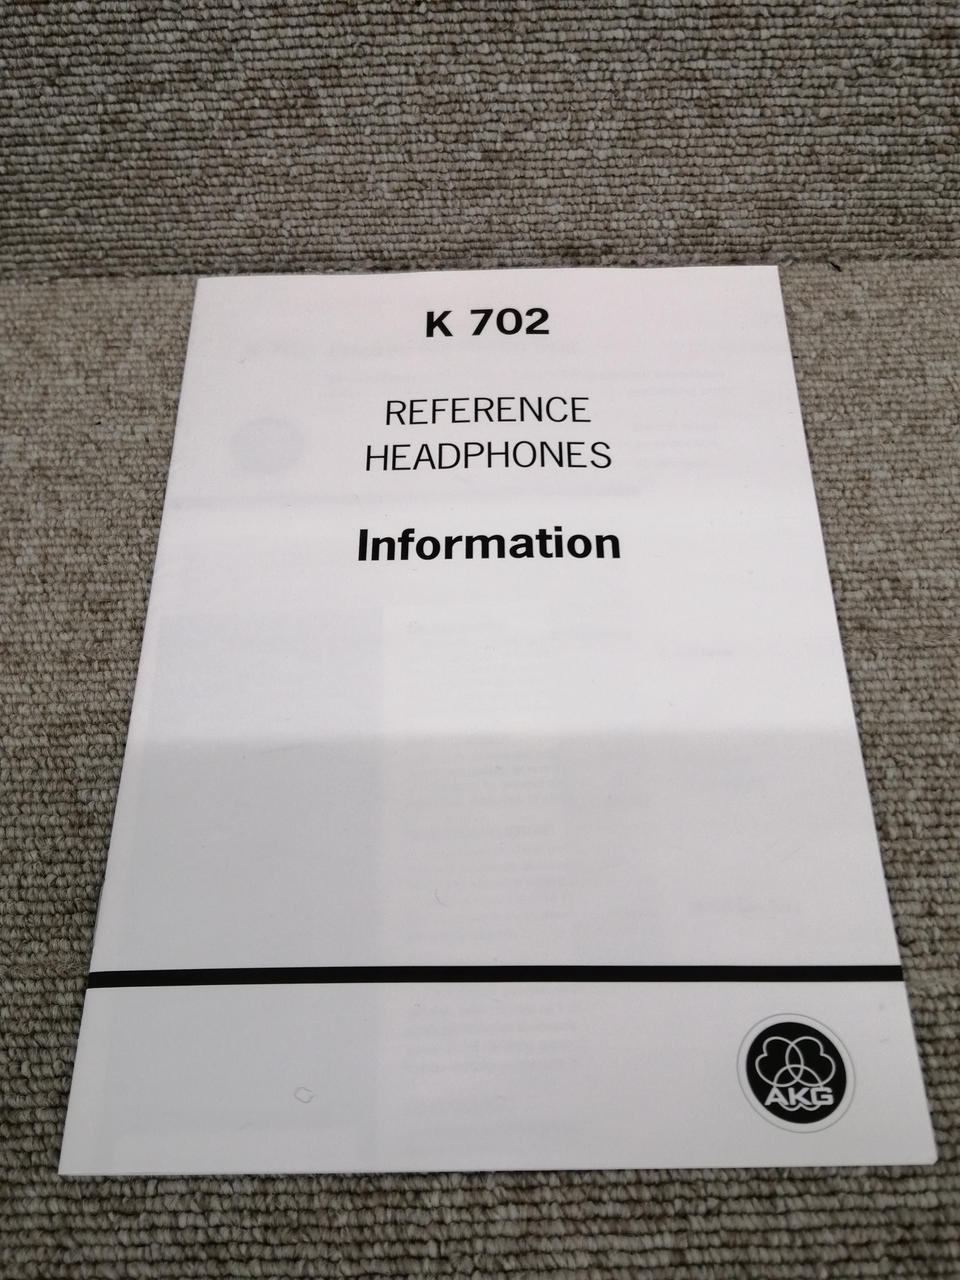 K 702
REFERENCE
HEADPHONES
Information
AKG